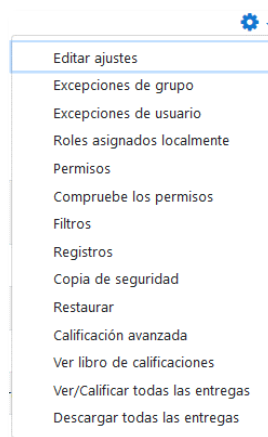 Editar ajustes
Excepciones de grupo
Excepciones de usuario
Roles asignados localmente
Permisos
Compruebe los permisos
Filtros
Registros
Copia de seguridad
Restaurar
Calificación avanzada
Ver libro de calificaciones
Ver/Calificar todas las entregas
Descargar todas las entregas